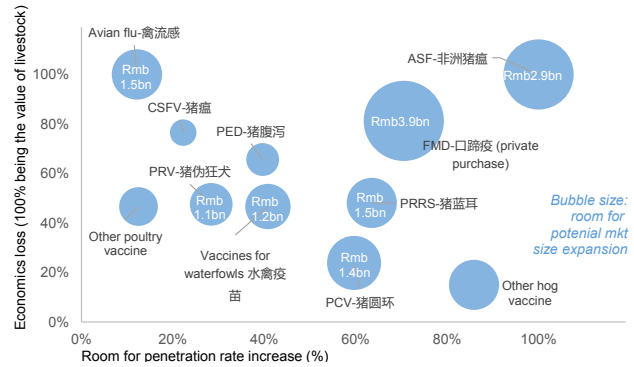 Avian flu-禽流感
ASF-非洲猪瘟
Rmb
1.5bn
Rmb2.9bn
CSFV-猪瘟
PED-猪腹泻
Rmb3.9bn
FMD-口蹄疫 (private
purchase)
PRV-猪伪狂犬
Rmb
1.1bn
Rmb
1.2bn
Rmb
1.5bn
PRRS-猪蓝耳
Bubble size:
room for
potenial mkt
size expansion
Other poultry
vaccine
Vaccines for
waterfowls 水禽疫
苗
Rmb
1.4bn
PCV-猪圆环
Other hog
vaccine
Economics loss (100% being the value of livestock)
100%
80%
60%
40%
20%
0%
0%
20%
40%
60%
80%
100%
Room for penetration rate increase (%)